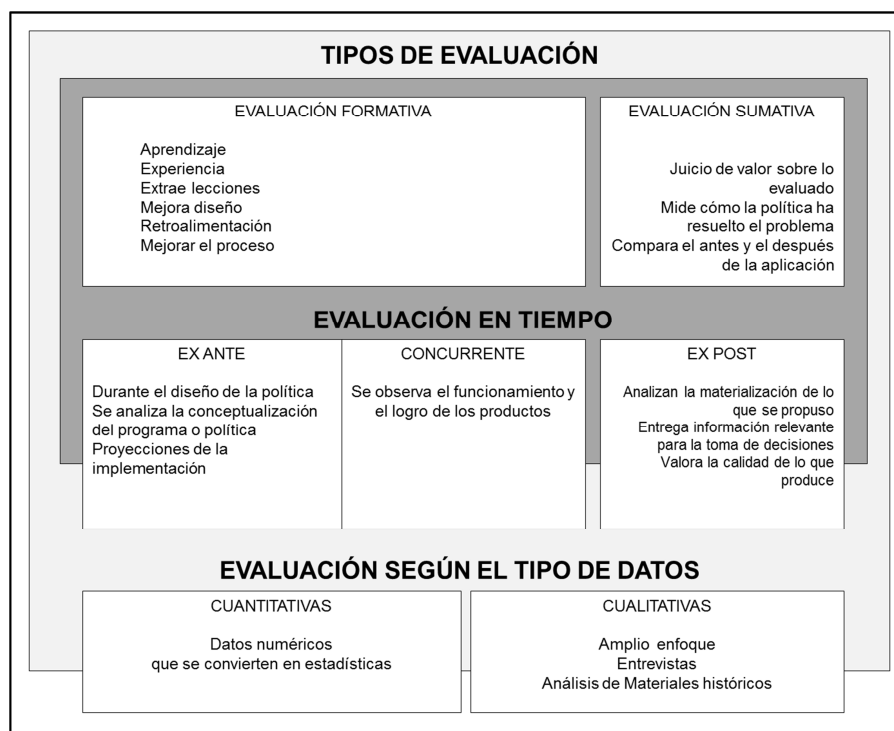 TIPOS DE EVALUACIÓN
EVALUACIÓN FORMATIVA
Aprendizaje
Experiencia
Extrae lecciones
Mejora diseño
Retroalimentación
Mejorar el proceso
EVALUACIÓN SUMATIVA
Juicio de valor sobre lo
evaluado
Mide cómo la política ha
resuelto el problema
Compara el antes y el después
de la aplicación
EVALUACIÓN EN TIEMPO
EX ANTE
Durante el diseño de la política
Se analiza la conceptualización
del programa o política
Proyecciones de la
implementación
CONCURRENTE
Se observa el funcionamiento y
el logro de los productos
EX POST
Analizan la materialización de lo
que se propuso
Entrega información relevante
para la toma de decisiones
Valora la calidad de lo que
produce
EVALUACIÓN SEGÚN EL TIPO DE DATOS
CUANTITATIVAS
Datos numéricos
que se convierten en estadísticas
CUALITATIVAS
Amplio enfoque
Entrevistas
Análisis de Materiales históricos